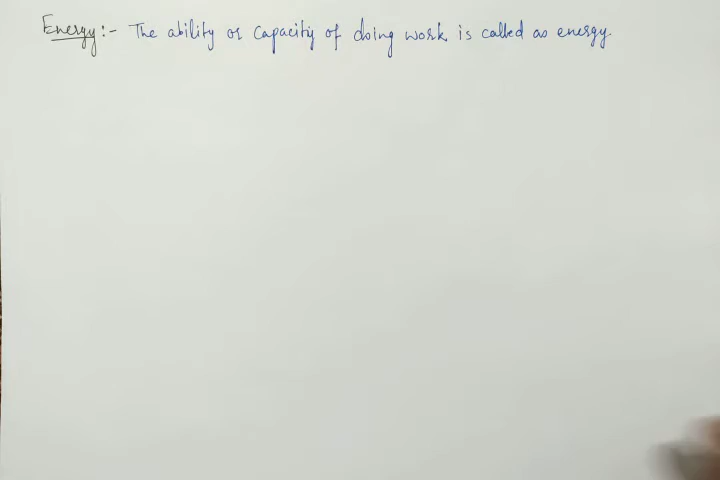 Energy:- The ability or capacity of doing work is called as energy.